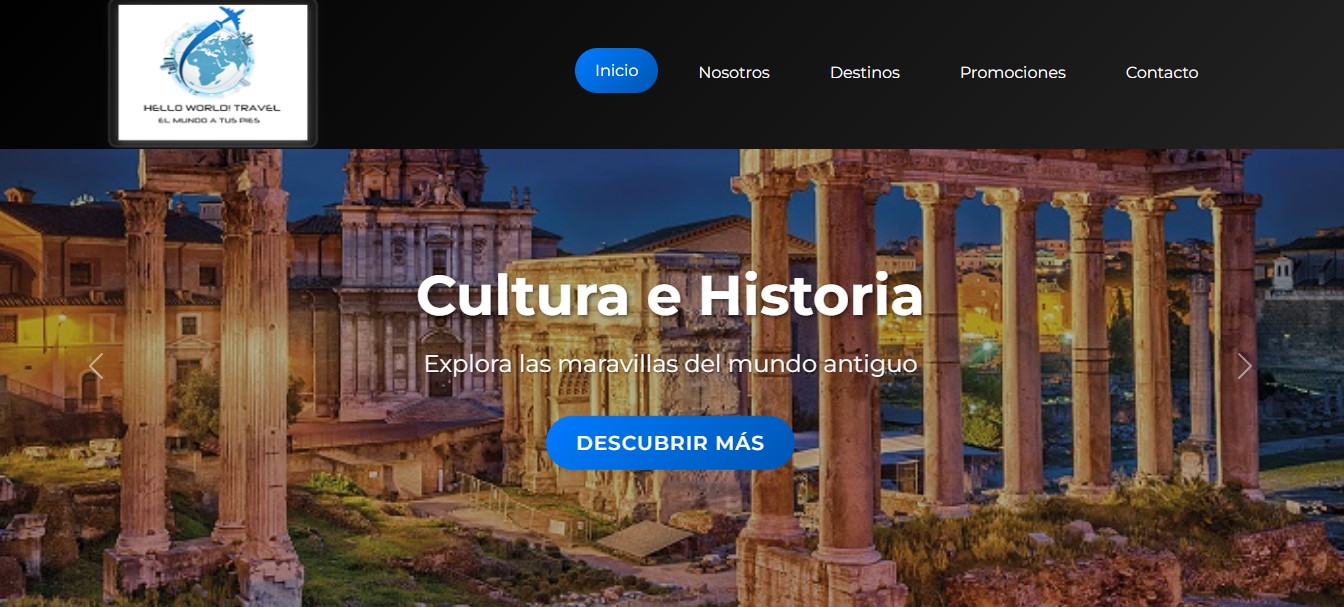 HELLO WORLD! TRAVEL
EL MUNDO A TUS PIES
Inicio
Nosotros
Destinos
Promociones
Contacto
Cultura e Historia
Explora las maravillas del mundo antiguo
DESCUBRIR MÁS